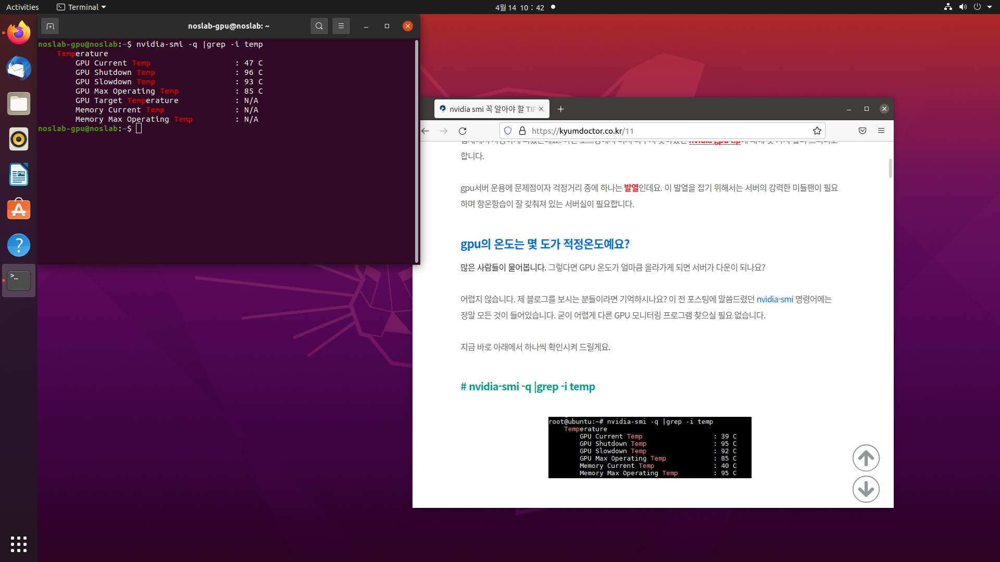 Activities
Terminal
4월 14 10 : 42
noslab-gpu@noslab: ~
noslab-gpu@noslab:~$ nvidia-smi -q |grep -i temp
Temperature
GPU Current Temp : 47 C
GPU Shutdown Temp : 96 C
GPU Slowdown Temp : 93 C
GPU Max Operating Temp : 85 C
GPU Target Temperature : N/A
Memory Current Temp : N/A
Memory Max Operating Temp : N/A
noslab-gpu@noslab:~$
nvidia smi 꼭 알아야 할 TIP
https://kyumdoctor.co.kr/11
nvidia gpu tip
합니다.
gpu서버 운용에 문제점이자 걱정거리 중에 하나는 발열인데요. 이 발열을 잡기 위해서는 서버의 강력한 미들팬이 필요
하며 항온항습이 잘 갖춰져 있는 서버실이 필요합니다.
gpu의 온도는 몇 도가 적정온도예요?
많은 사람들이 물어봅니다. 그렇다면 GPU 온도가 얼마큼 올라가게 되면 서버가 다운이 되나요?
어렵지 않습니다. 제 블로그를 보시는 분들이라면 기억하시나요? 이 전 포스팅에 말씀드렸던 nvidia-smi 명령어에는
정말 모든 것이 들어있습니다. 굳이 어렵게 다른 GPU 모니터링 프로그램 찾으실 필요 없습니다.
지금 바로 아래에서 하나씩 확인시켜 드릴게요.
# nvidia-smi -q |grep -i temp
root@ubuntu:~# nvidia-smi -q |grep -i temp
Temperature
GPU Current Temp : 39 C
GPU Shutdown Temp : 95 C
GPU Slowdown Temp : 92 C
GPU Max Operating Temp : 85 C
Memory Current Temp : 40 C
Memory Max Operating Temp : 95 C